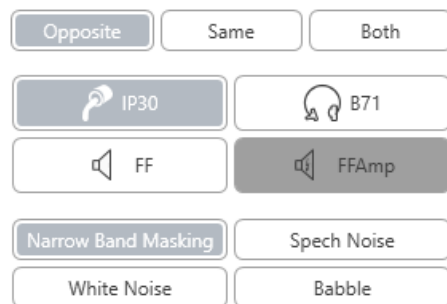 Opposite Same Both
IP30 B71
FF FFAmp
Narrow Band Masking Spech Noise
White Noise Babble